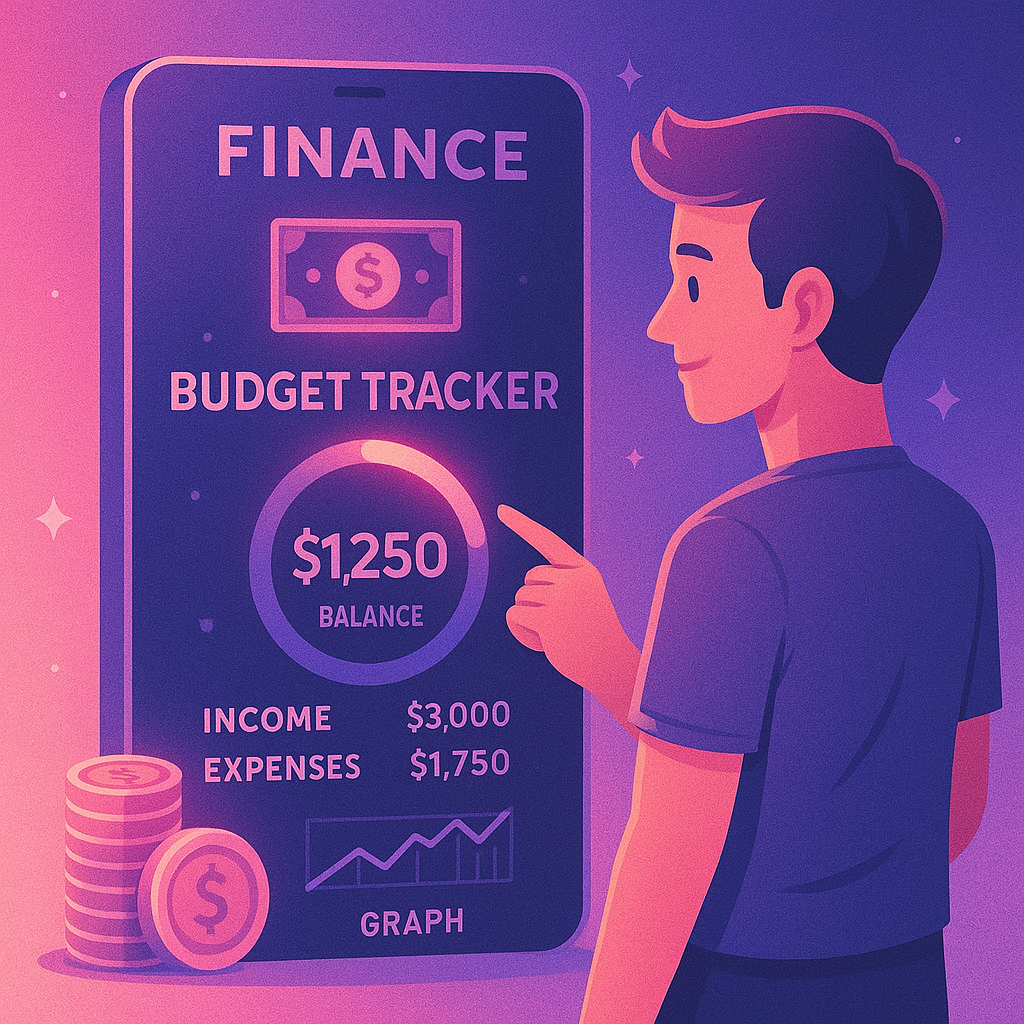 FINANCE
$
BUDGET TRACKER
$1,250
BALANCE
INCOME $3,000
EXPENSES $1,750
GRAPH
$
$